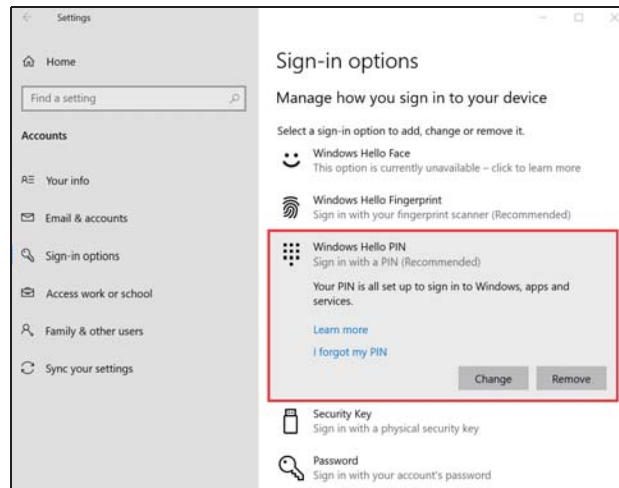 Settings
Home
Find a setting
Accounts
Your info
Email & accounts
Sign-in options
Access work or school
Family & other users
Sync your settings
Sign-in options
Manage how you sign in to your device
Select a sign-in option to add, change or remove it.
Windows Hello Face
This option is currently unavailable – click to learn more
Windows Hello Fingerprint
Sign in with your fingerprint scanner (Recommended)
Windows Hello PIN
Sign in with a PIN (Recommended)
Your PIN is all set up to sign in to Windows, apps and
services.
Learn more
I forgot my PIN
Change Remove
Security Key
Sign in with a physical security key
Password
Sign in with your account's password